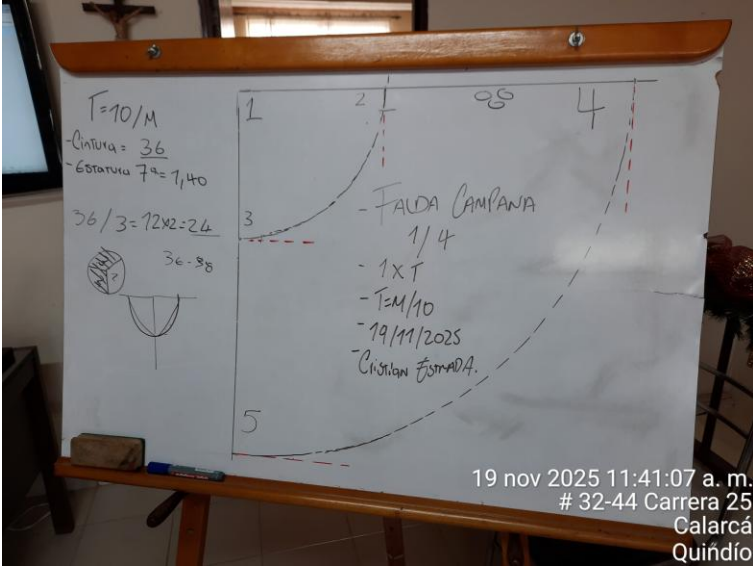 T=10/M
-Cintura= 36
-Estatura 7ª=1,40
36/3=12x2=24
36-38
2
1
2
4
3
5
- FALDA CAMPANA
1/4
- 1xT
- T=M/10
- 19/11/2025
- Cristian Estrada.
19 nov 2025 11:41:07 a. m.
# 32-44 Carrera 25
Calarcá
Quindío